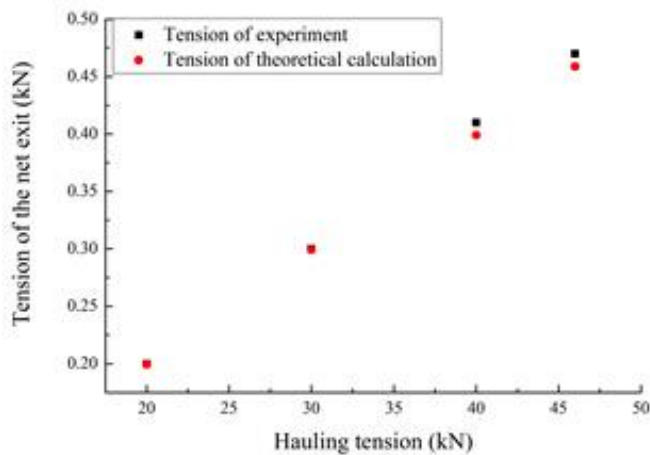 0.50
0.45
0.40
0.35
0.30
0.25
0.20
Tension of the net exit (kN)
Tension of experiment
Tension of theoretical calculation
20 25 30 35 40 45 50
Hauling tension (kN)